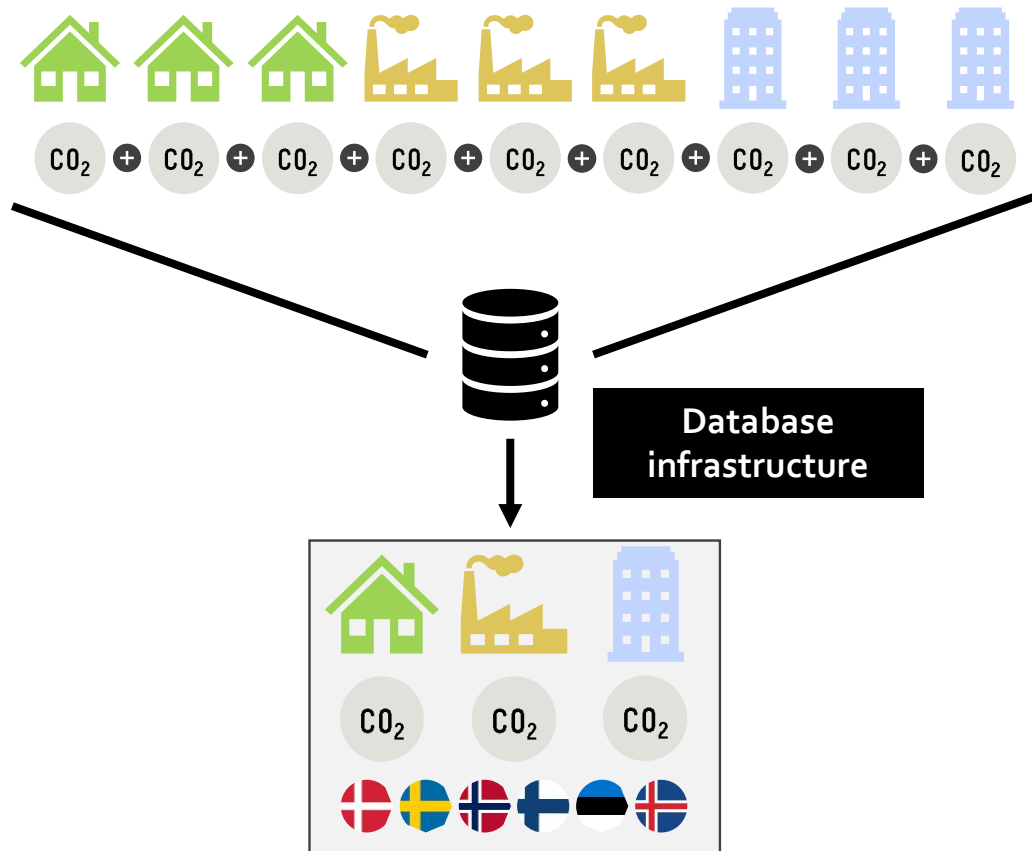 CO₂ + CO₂ + CO₂ + CO₂ + CO₂ + CO₂ + CO₂ + CO₂ + CO₂
Database
infrastructure
CO₂ CO₂ CO₂